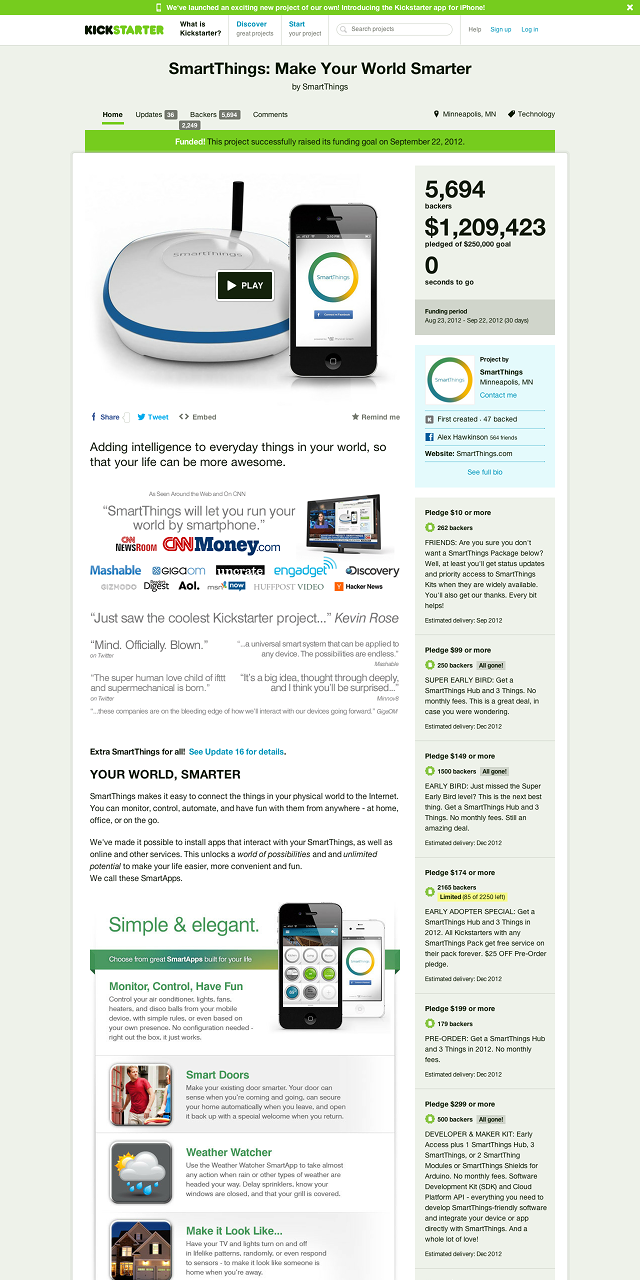 We've launched an exciting new project of our own! Introducing the Kickstarter app for iPhone!
KICKSTARTER
What is
Kickstarter?
Discover
great projects
Start
your project
Search projects
Help
Sign up
Log in
SmartThings: Make Your World Smarter
by SmartThings
Home
Updates 36
Backers 5,694
Comments
2,249
Minneapolis, MN
Technology
Funded! This project successfully raised its funding goal on September 22, 2012.
SmartThings
PLAY
SmartThings
5,694
backers
$1,209,423
pledged of $250,000 goal
0
seconds to go
Funding period
Aug 23, 2012 - Sep 22, 2012 (30 days)
SmartThings
Project by
SmartThings
Minneapolis, MN
Contact me
First created · 47 backed
Alex Hawkinson 564 friends
Website: SmartThings.com
See full bio
Share
Tweet
Embed
Remind me
Adding intelligence to everyday things in your world, so
that your life can be more awesome.
As Seen Around the Web and On CNN
“SmartThings will let you run your
world by smartphone.”
CNN
NEWSROOM
CNNMoney.com
Mashable
GIGAOM
uncrate
engadget
Discovery
GIZMODO
Reader's
Digest
Aol.
msn now
HUFFPOST VIDEO
Y Hacker News
“Just saw the coolest Kickstarter project...” Kevin Rose
“Mind. Officially. Blown.”
on Twitter
“...a universal smart system that can be applied to
any device. The possibilities are endless.”
Mashable
“The super human love child of ifttt
and supermechanical is born.”
on Twitter
“It's a big idea, thought through deeply,
and I think you'll be surprised...”
“...these companies are on the bleeding edge of how we'll interact with our devices going forward.” GigaOM
Extra SmartThings for all! See Update 16 for details.
YOUR WORLD, SMARTER
SmartThings makes it easy to connect the things in your physical world to the Internet.
You can monitor, control, automate, and have fun with them from anywhere - at home,
office, or on the go.
We've made it possible to install apps that interact with your SmartThings, as well as
online and other services. This unlocks a world of possibilities and and unlimited
potential to make your life easier, more convenient and fun.
We call these SmartApps.
Simple & elegant.
Choose from great SmartApps built for your life
Monitor, Control, Have Fun
Control your air conditioner, lights, fans,
heaters, and disco balls from your mobile
device, with simple rules, or even based on
your own presence. No configuration needed -
right out the box, it just works.
SmartThings
Smart Doors
Make your existing door smarter. Your door can
sense when you're coming and going, can secure
your home automatically when you leave, and open
it back up with a special welcome when you return.
Weather Watcher
Use the Weather Watcher SmartApp to take almost
any action when rain or other types of weather are
headed your way. Delay sprinklers, know your
windows are closed, and that your grill is covered.
Make it Look Like...
Have your TV and lights turn on and off
in lifelike patterns, randomly, or even respond
to sensors - to make it look like someone is
home when you're away.
Pledge $10 or more
262 backers
FRIENDS: Are you sure you don't
want a SmartThings Package below?
Well, at least you'll get status updates
and priority access to SmartThings
Kits when they are widely available.
You'll also get our thanks. Every bit
helps!
Estimated delivery: Sep 2012
Pledge $99 or more
250 backers All gone!
SUPER EARLY BIRD: Get a
SmartThings Hub and 3 Things. No
monthly fees. This is a great deal, in
case you were wondering.
Estimated delivery: Dec 2012
Pledge $149 or more
1500 backers All gone!
EARLY BIRD: Just missed the Super
Early Bird level? This is the next best
thing. Get a SmartThings Hub and 3
Things. No monthly fees. Still an
amazing deal.
Estimated delivery: Dec 2012
Pledge $174 or more
2165 backers
Limited (85 of 2250 left)
EARLY ADOPTER SPECIAL: Get a
SmartThings Hub and 3 Things in
2012. All Kickstarters with any
SmartThings Pack get free service on
their pack forever. $25 OFF Pre-Order
pledge.
Estimated delivery: Dec 2012
Pledge $199 or more
179 backers
PRE-ORDER: Get a SmartThings Hub
and 3 Things in 2012. No monthly
fees.
Estimated delivery: Dec 2012
Pledge $299 or more
500 backers All gone!
DEVELOPER & MAKER KIT: Early
Access plus 1 SmartThings Hub, 3
SmartThings, or 2 SmartThing
Modules or SmartThings Shields for
Arduino. No monthly fees. Software
Development Kit (SDK) and Cloud
Platform API - everything you need to
develop SmartThings-friendly software
and integrate your device or app
directly with SmartThings. And a
whole lot of love!
Estimated delivery: Dec 2012